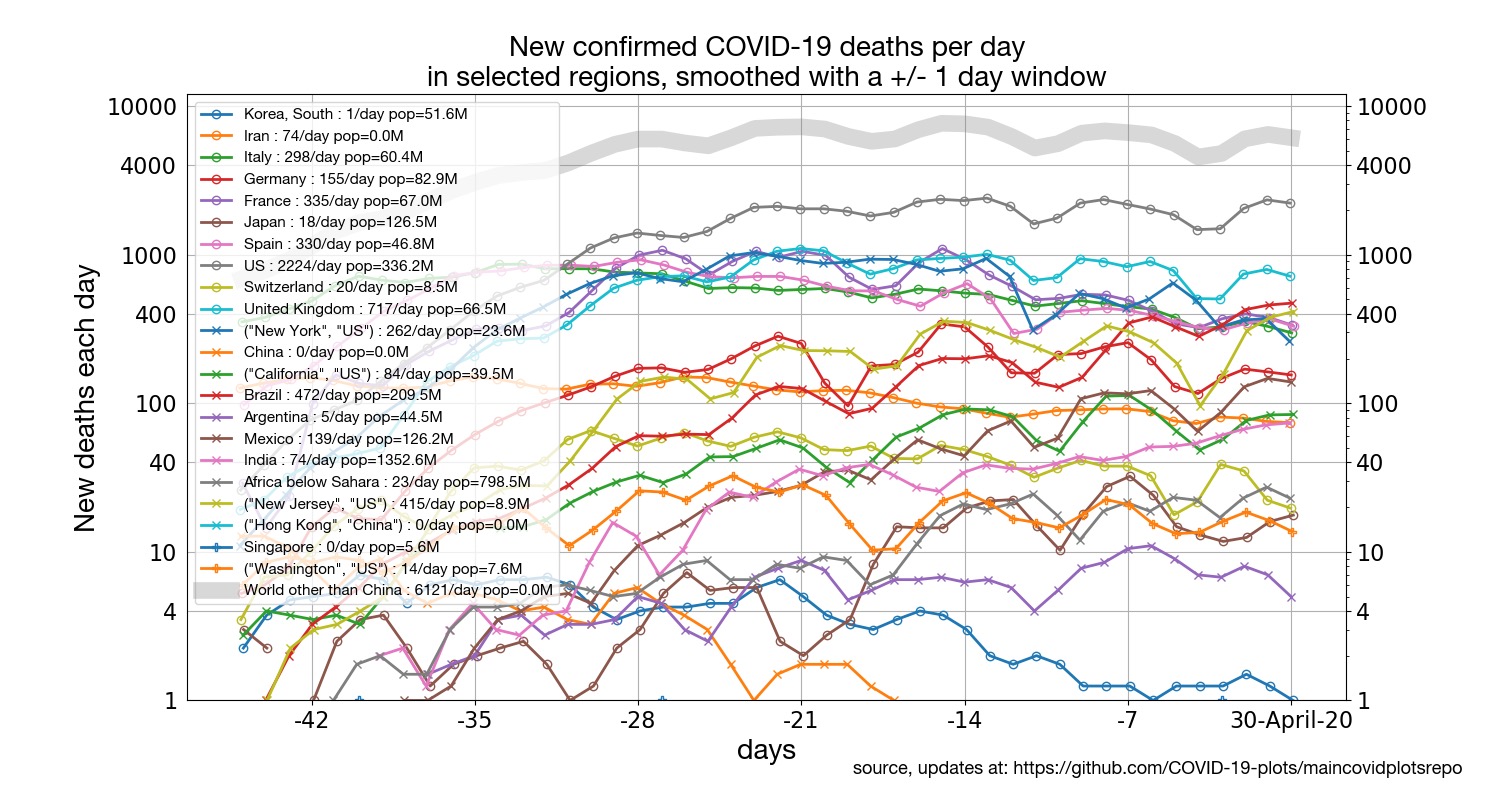 New confirmed COVID-19 deaths per day
in selected regions, smoothed with a +/- 1 day window
New deaths each day
10000
4000
1000
400
100
40
10
4
1
Korea, South : 1/day pop=51.6M
Iran : 74/day pop=0.0M
Italy : 298/day pop=60.4M
Germany : 155/day pop=82.9M
France : 335/day pop=67.0M
Japan : 18/day pop=126.5M
Spain : 330/day pop=46.8M
US : 2224/day pop=336.2M
Switzerland : 20/day pop=8.5M
United Kingdom : 717/day pop=66.5M
("New York", "US") : 262/day pop=23.6M
China : 0/day pop=0.0M
("California", "US") : 84/day pop=39.5M
Brazil : 472/day pop=209.5M
Argentina : 5/day pop=44.5M
Mexico : 139/day pop=126.2M
India : 74/day pop=1352.6M
Africa below Sahara : 23/day pop=798.5M
("New Jersey", "US") : 415/day pop=8.9M
("Hong Kong", "China") : 0/day pop=0.0M
Singapore : 0/day pop=5.6M
("Washington", "US") : 14/day pop=7.6M
World other than China : 6121/day pop=0.0M
10000
4000
1000
400
100
40
10
4
1
-42 -35 -28 -21 -14 -7 30-April-20
days
source, updates at: https://github.com/COVID-19-plots/maincovidplotsrepo